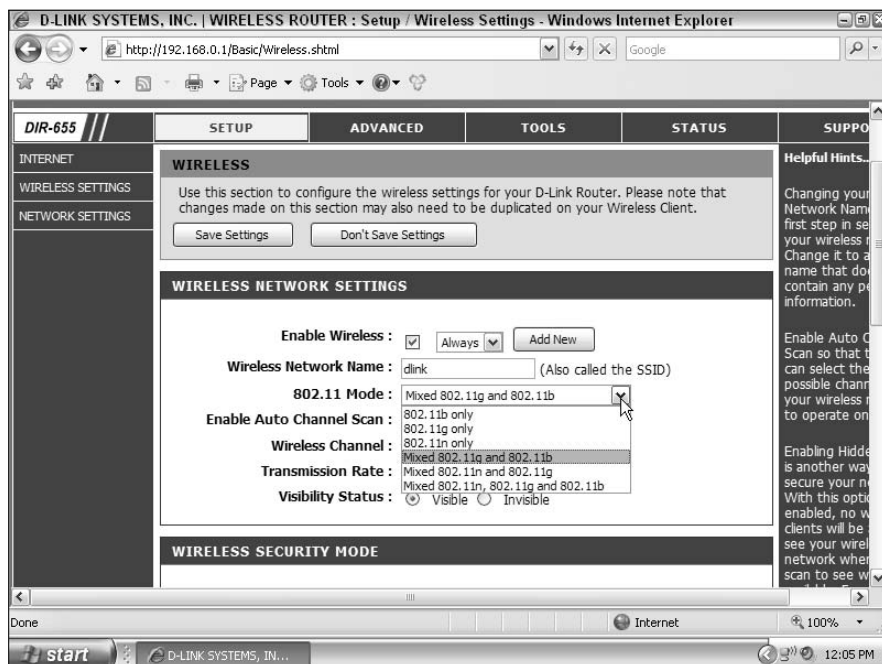 D-LINK SYSTEMS, INC. | WIRELESS ROUTER : Setup / Wireless Settings - Windows Internet Explorer
http://192.168.0.1/Basic/Wireless.shtml
Google
Page
Tools
DIR-655
SETUP
ADVANCED
TOOLS
STATUS
SUPPO
INTERNET
WIRELESS SETTINGS
NETWORK SETTINGS
WIRELESS
Use this section to configure the wireless settings for your D-Link Router. Please note that
changes made on this section may also need to be duplicated on your Wireless Client.
Save Settings
Don't Save Settings
WIRELESS NETWORK SETTINGS
Enable Wireless :
Always
Add New
Wireless Network Name :
dlink
(Also called the SSID)
802.11 Mode :
Mixed 802.11g and 802.11b
802.11b only
802.11g only
802.11n only
Mixed 802.11g and 802.11b
Mixed 802.11n and 802.11g
Mixed 802.11n, 802.11g and 802.11b
Enable Auto Channel Scan :
Wireless Channel :
Transmission Rate :
Visibility Status :
Visible
Invisible
WIRELESS SECURITY MODE
Helpful Hints..
Changing your
Network Nam
first step in se
your wireless r
Change it to a
name that do
contain any pe
information.
Enable Auto C
Scan so that t
can select the
possible chann
your wireless r
to operate on
Enabling Hidde
is another way
secure your n
With this optio
enabled, no w
clients will be
see your wirel
network wher
scan to see w
Done
Internet
100%
start
D-LINK SYSTEMS, IN...
12:05 PM